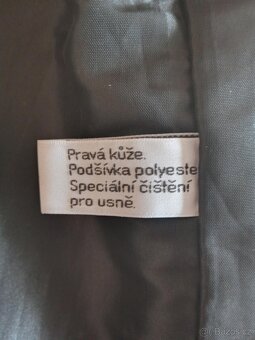 Pravá kůže.
Podšívka polyeste
Speciální čištění
pro usně.